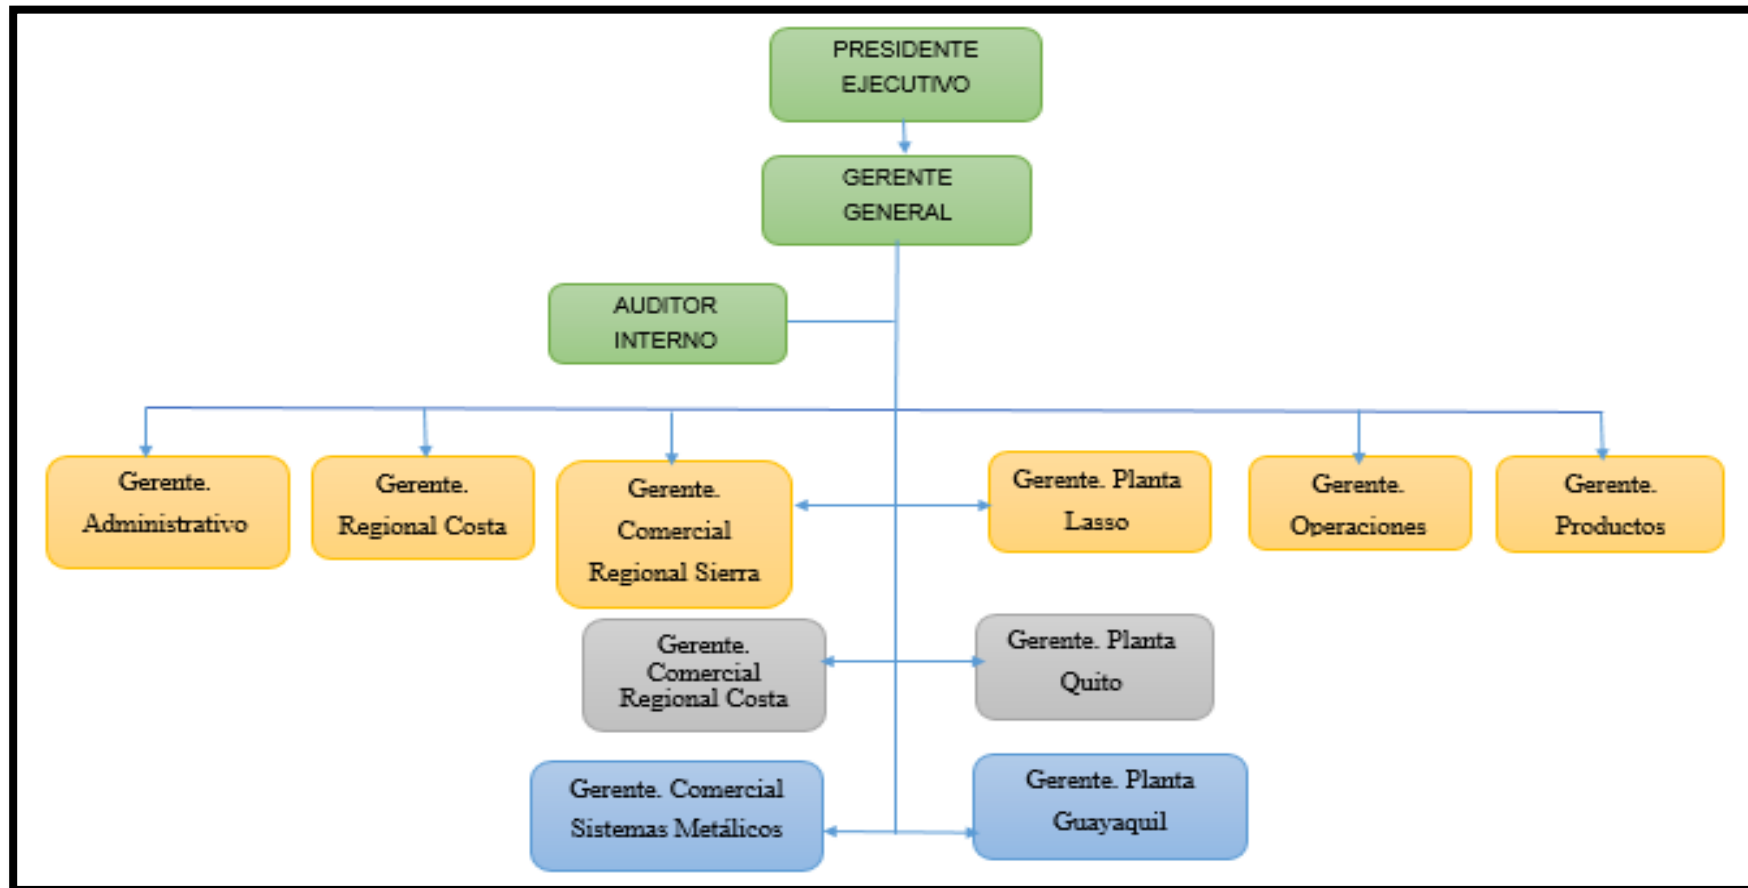 PRESIDENTE
EJECUTIVO
GERENTE
GENERAL
AUDITOR
INTERNO
Gerente.
Administrativo
Gerente.
Regional Costa
Gerente.
Comercial
Regional Sierra
Gerente. Planta
Lasso
Gerente.
Operaciones
Gerente.
Productos
Gerente.
Comercial
Regional Costa
Gerente. Planta
Quito
Gerente. Comercial
Sistemas Metálicos
Gerente. Planta
Guayaquil